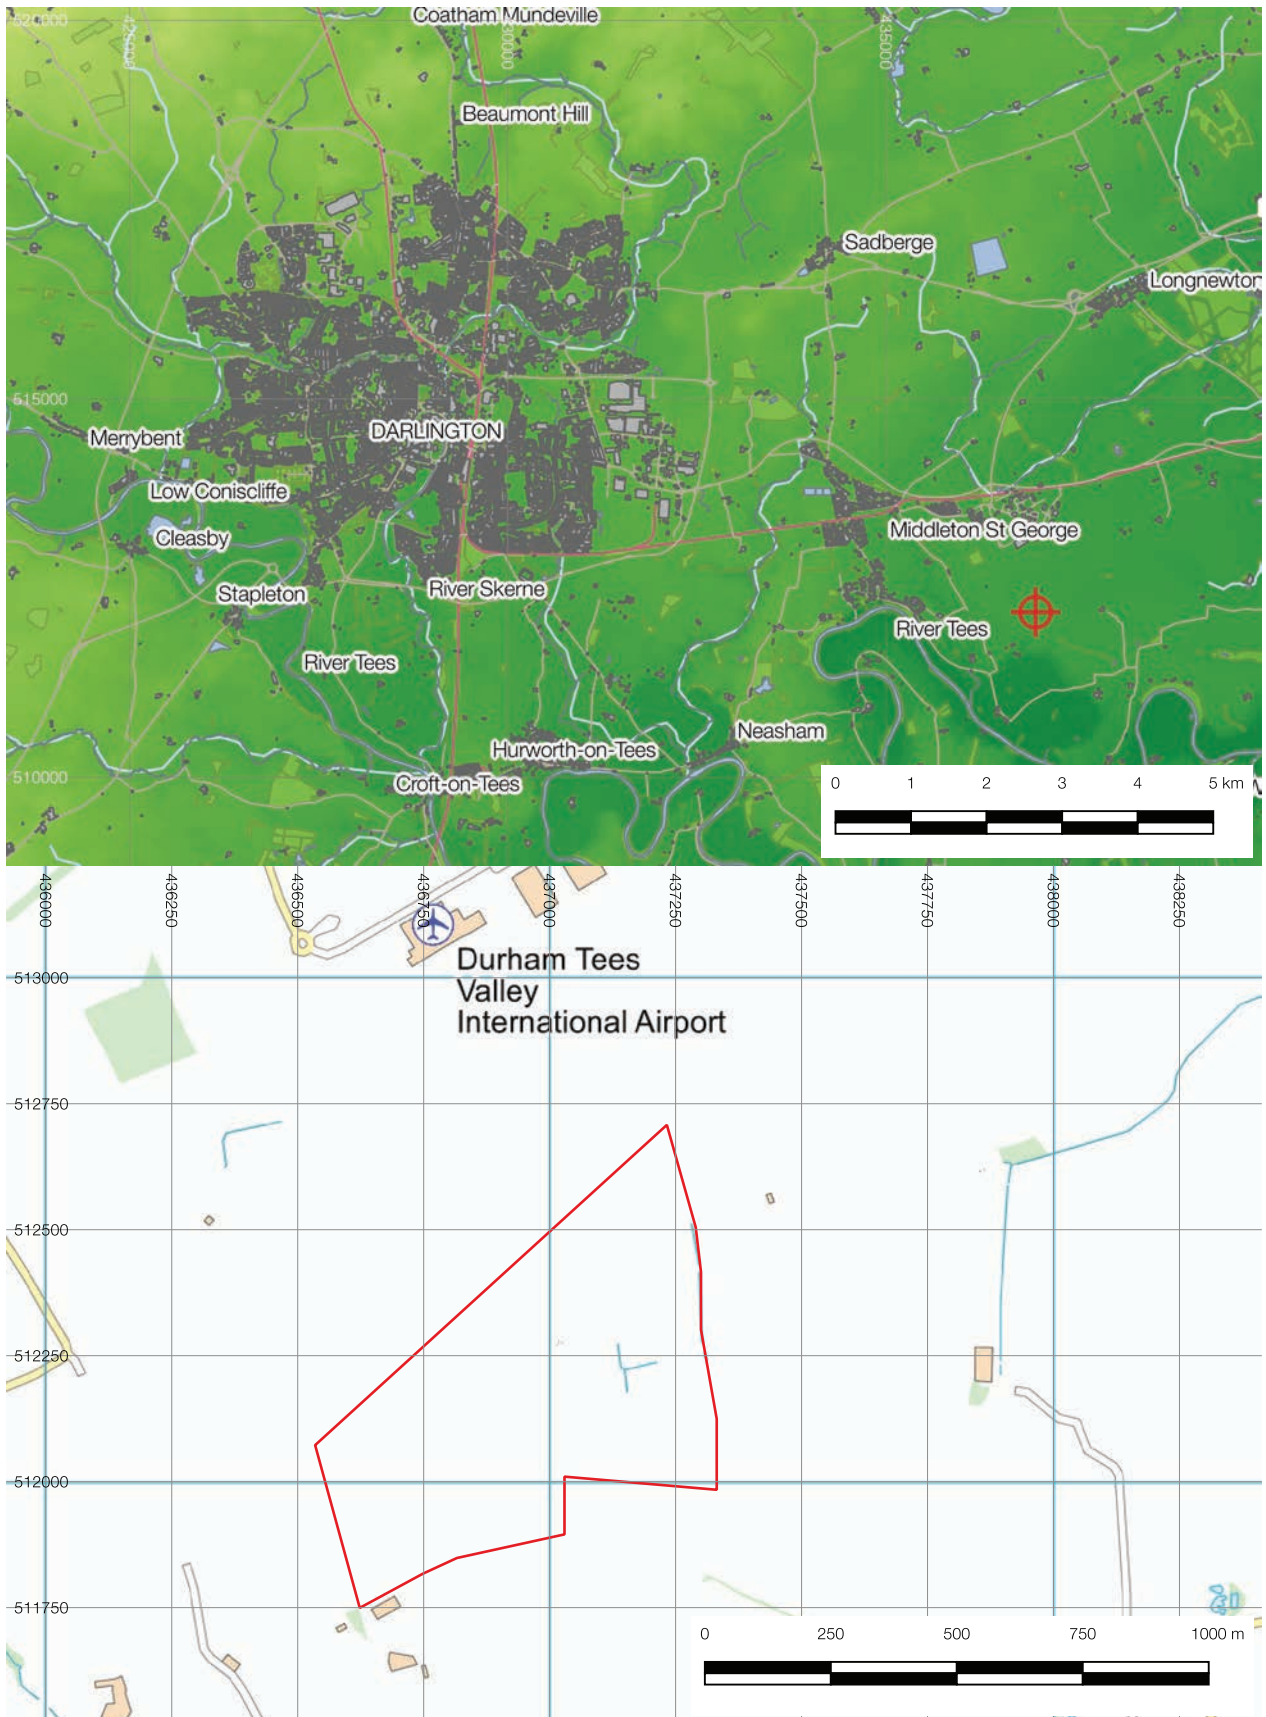 Coatham Mundeville
520000
425000
430000
435000
Beaumont Hill
Sadberge
Longnewton
515000
DARLINGTON
Merrybent
Low Coniscliffe
Cleasby
Middleton St George
Stapleton
River Skerne
River Tees
River Tees
Neasham
Hurworth-on-Tees
510000
Croft-on-Tees
0 1 2 3 4 5 km
436000 436250 436500 436750 437000 437250 437500 437750 438000 438250
Durham Tees
Valley
International Airport
513000
512750
512500
512250
512000
511750
0 250 500 750 1000 m